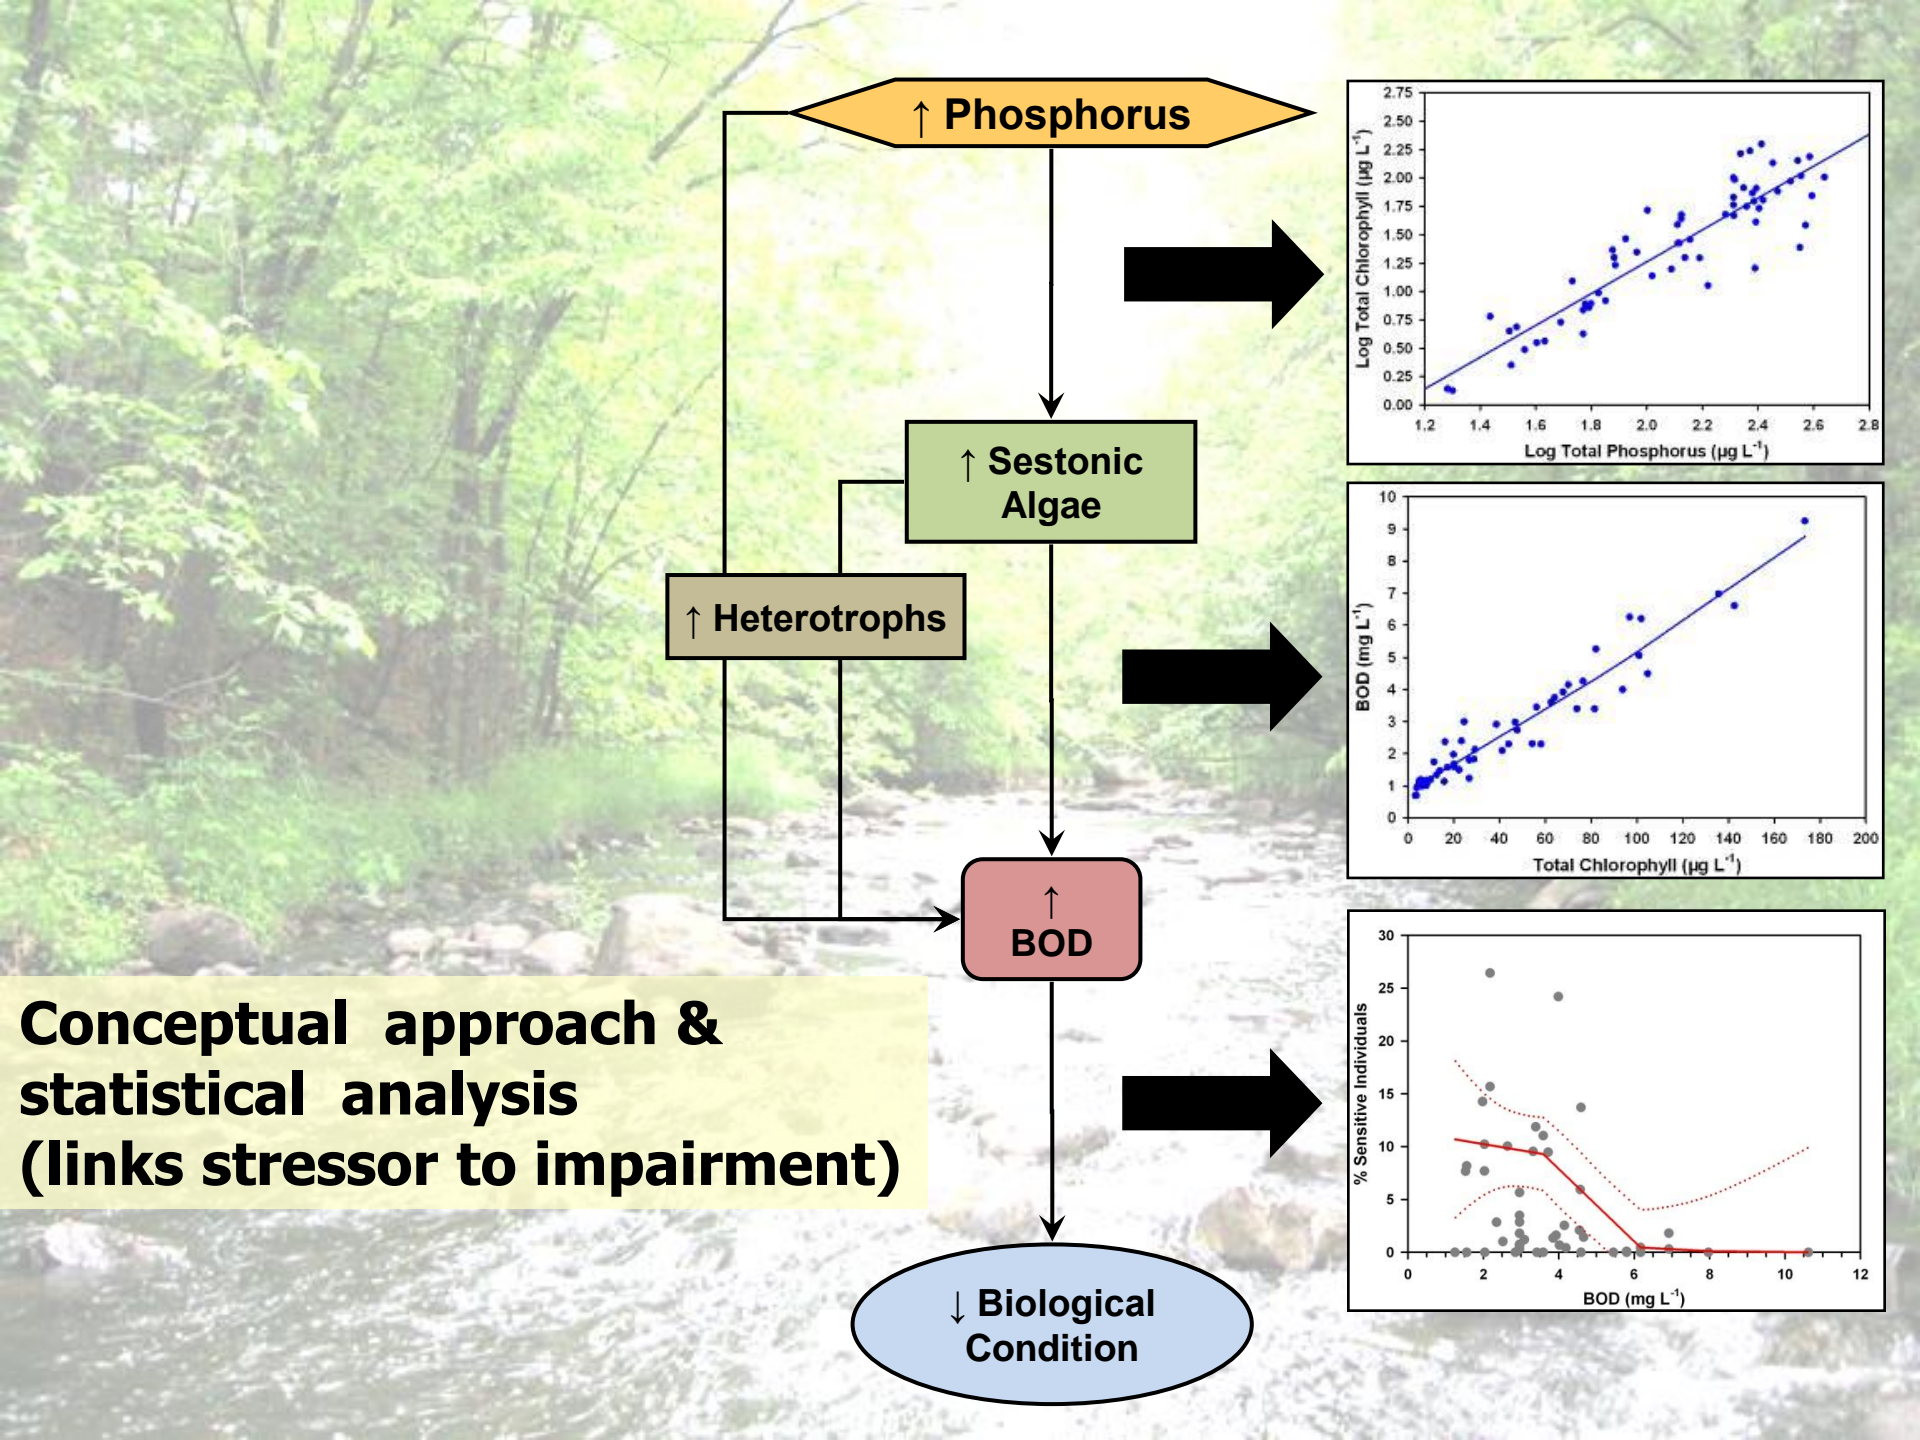 ↑ Phosphorus
↑ Sestonic
Algae
↑ Heterotrophs
↑
BOD
↓ Biological
Condition
Conceptual approach &
statistical analysis
(links stressor to impairment)
Log Total Chlorophyll (µg L⁻¹)
2.75
2.50
2.25
2.00
1.75
1.50
1.25
1.00
0.75
0.50
0.25
0.00
1.2 1.4 1.6 1.8 2.0 2.2 2.4 2.6 2.8
Log Total Phosphorus (µg L⁻¹)
BOD (mg L⁻¹)
10
9
8
7
6
5
4
3
2
1
0
0 20 40 60 80 100 120 140 160 180 200
Total Chlorophyll (µg L⁻¹)
% Sensitive Individuals
30
25
20
15
10
5
0
0 2 4 6 8 10 12
BOD (mg L⁻¹)